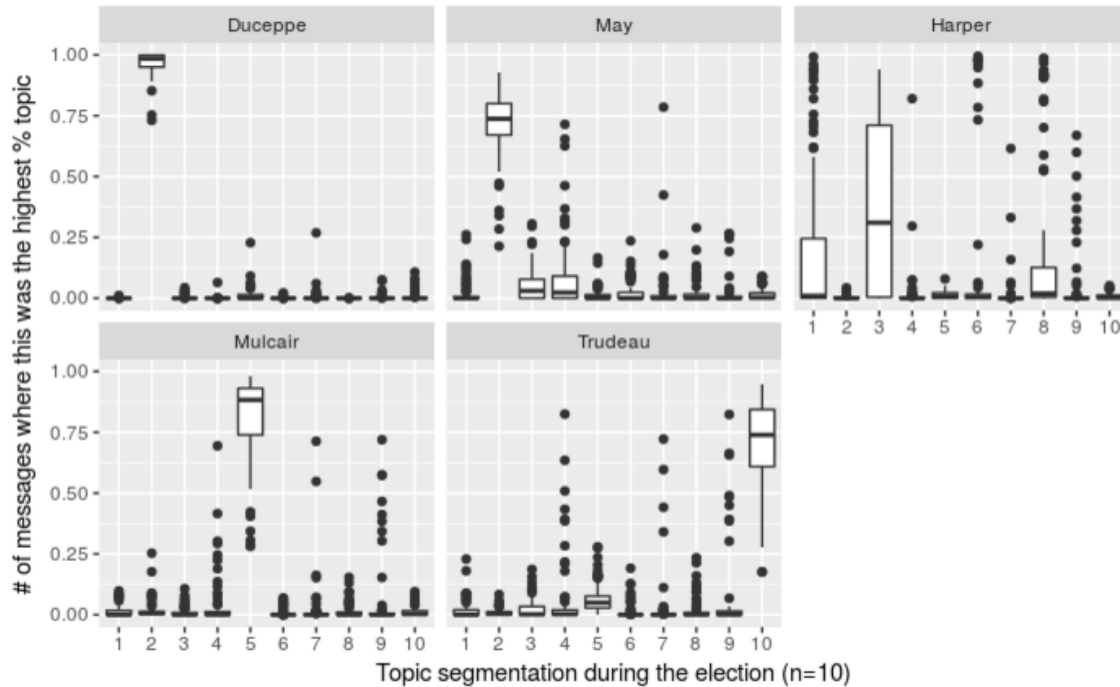 Duceppe May Harper
1.00
0.75
0.50
0.25
0.00
1 2 3 4 5 6 7 8 9 10
Mulcair Trudeau
1.00
0.75
0.50
0.25
0.00
1 2 3 4 5 6 7 8 9 10 1 2 3 4 5 6 7 8 9 10
# of messages where this was the highest % topic
Topic segmentation during the election (n=10)